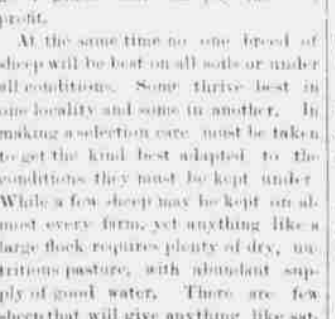 profit.
At the same time no one breed of
sheep will be best on all soils or under
all conditions. Some thrive best in
one locality and some in another. In
making a selection care must be taken
to get the kind best adapted to the
conditions they must be kept under
While a few sheep may be kept on al-
most every farm, yet anything like a
large flock requires plenty of dry, nu-
tritious pasture, with abundant sup-
ply of good water. There are few
sheep that will give anything like sat-